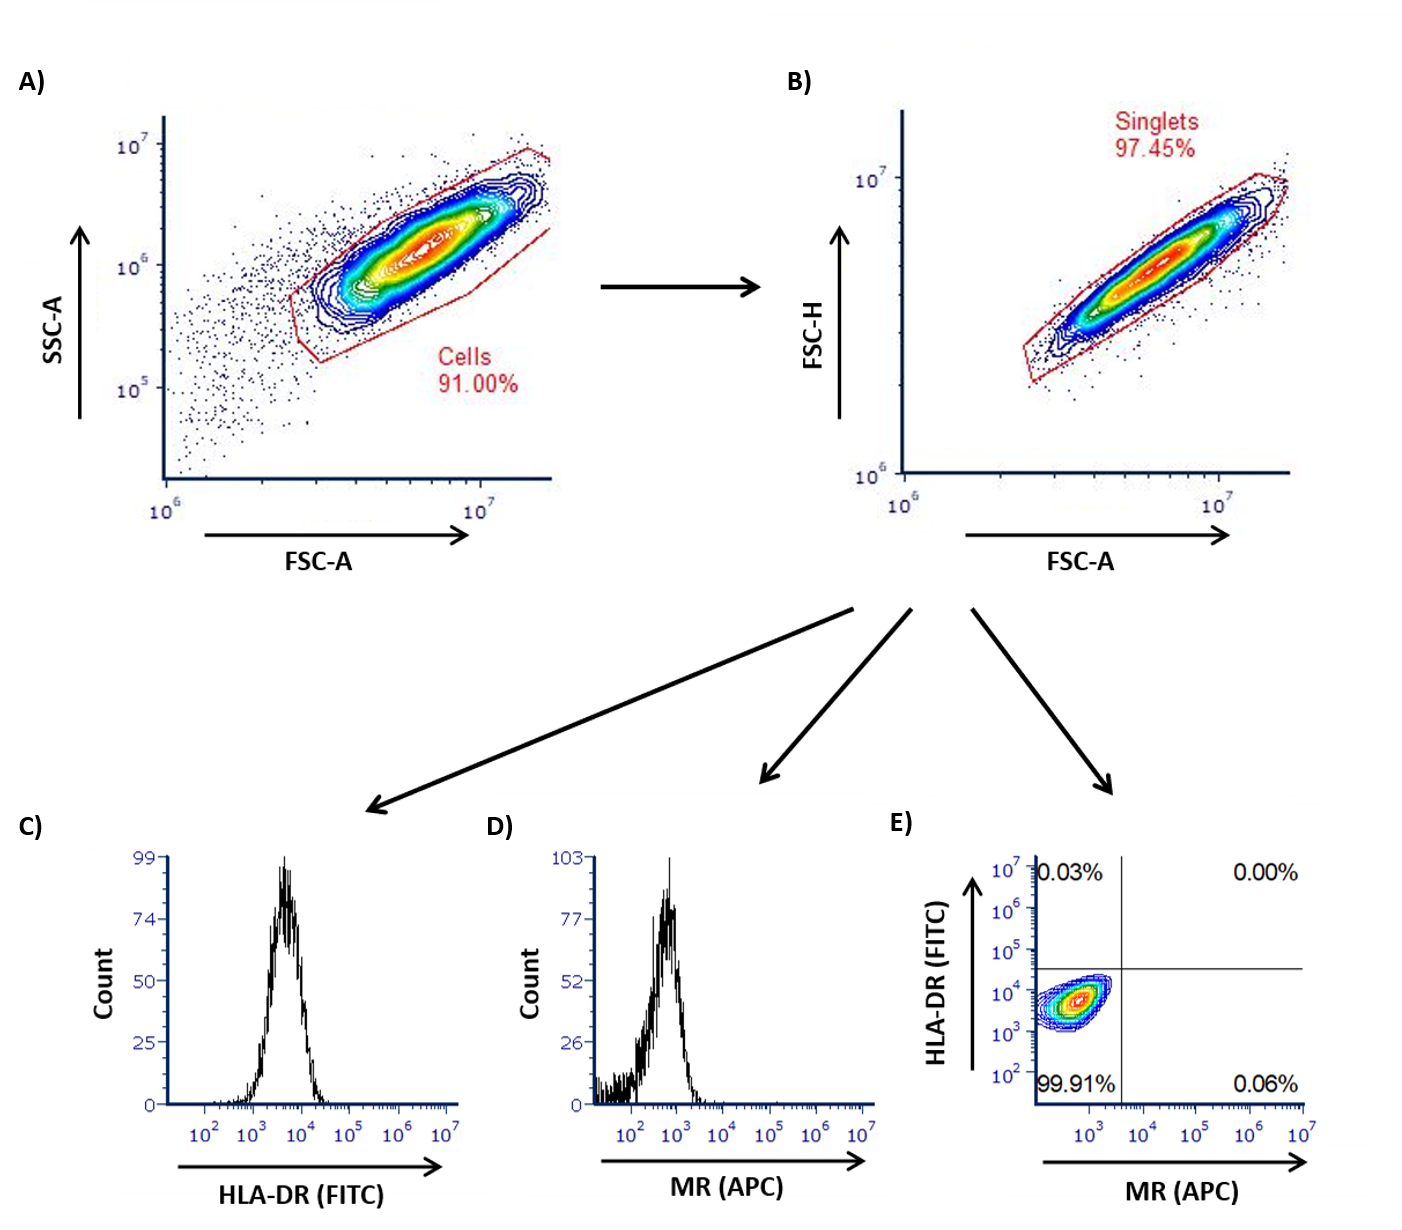 A)
B)
10^7
10^6
10^5
SSC-A
Cells
91.00%
10^6
10^7
FSC-A
Singlets
97.45%
10^7
FSC-H
10^6
10^6
10^7
FSC-A
C)
D)
E)
99
74
50
25
0
Count
10^2 10^3 10^4 10^5 10^6 10^7
HLA-DR (FITC)
103
77
52
26
0
Count
10^2 10^3 10^4 10^5 10^6 10^7
MR (APC)
10^7
10^6
10^5
10^4
10^3
10^2
HLA-DR (FITC)
0.03%
0.00%
99.91%
0.06%
10^3 10^4 10^5 10^6 10^7
MR (APC)